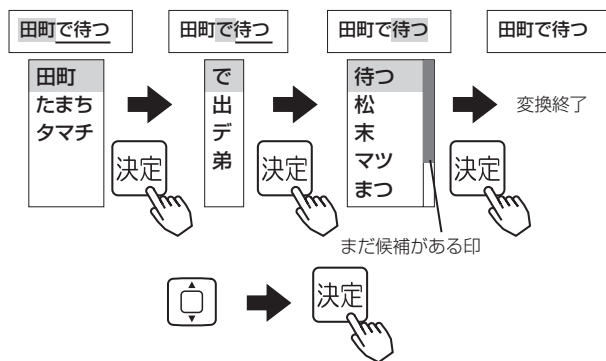 田町で待つ
田町で待つ
田町で待つ
田町で待つ
田町
たまち
タマチ
決定
で
出
デ
弟
決定
待つ
松
末
マツ
まつ
決定
変換終了
まだ候補がある印
決定